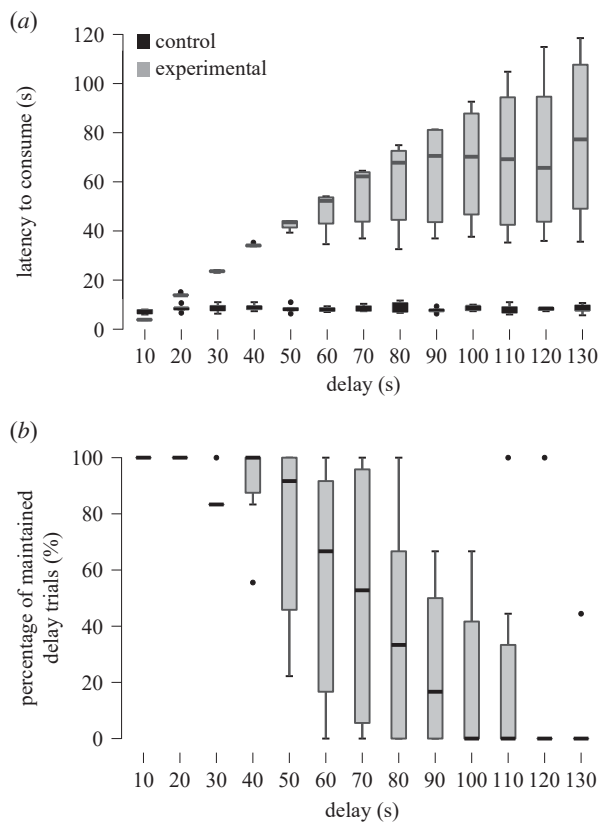 (a)
120
control
experimental
100
80
60
40
20
0
latency to consume (s)
10 20 30 40 50 60 70 80 90 100 110 120 130
delay (s)
(b)
100
80
60
40
20
0
percentage of maintained
delay trials (%)
10 20 30 40 50 60 70 80 90 100 110 120 130
delay (s)